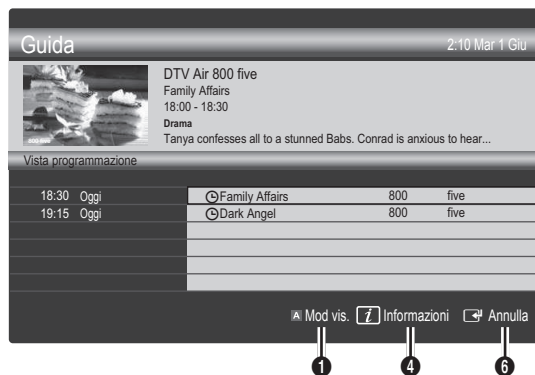 Guida 2:10 Mar 1 Giu
DTV Air 800 five
Family Affairs
18:00 - 18:30
Drama
Tanya confesses all to a stunned Babs. Conrad is anxious to hear...
800 five
Vista programmazione
18:30 Oggi Family Affairs 800 five
19:15 Oggi Dark Angel 800 five
A Mod vis. i Informazioni Annulla
1 4 6